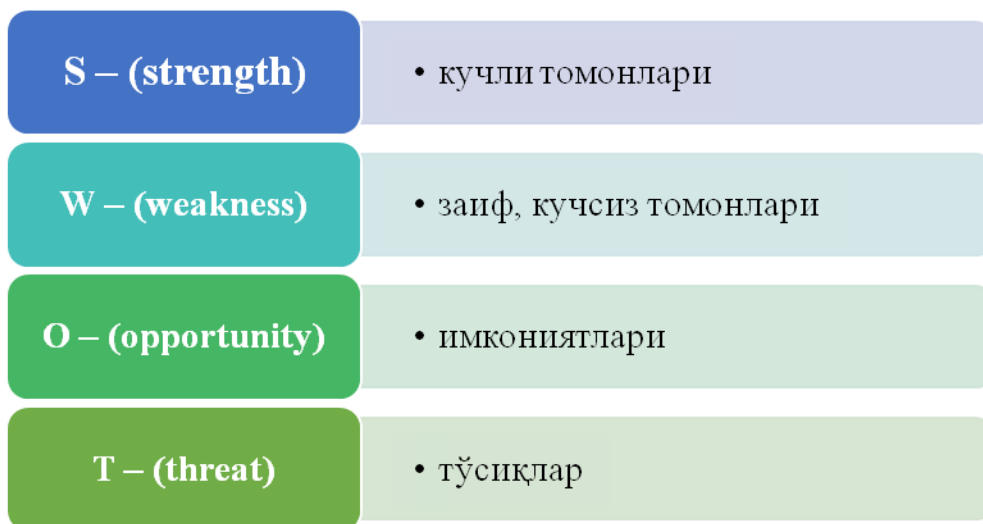 S – (strength)
• кучли томонлари
W – (weakness)
• заиф, кучсиз томонлари
O – (opportunity)
• имкониятлари
T – (threat)
• тўсиқлар